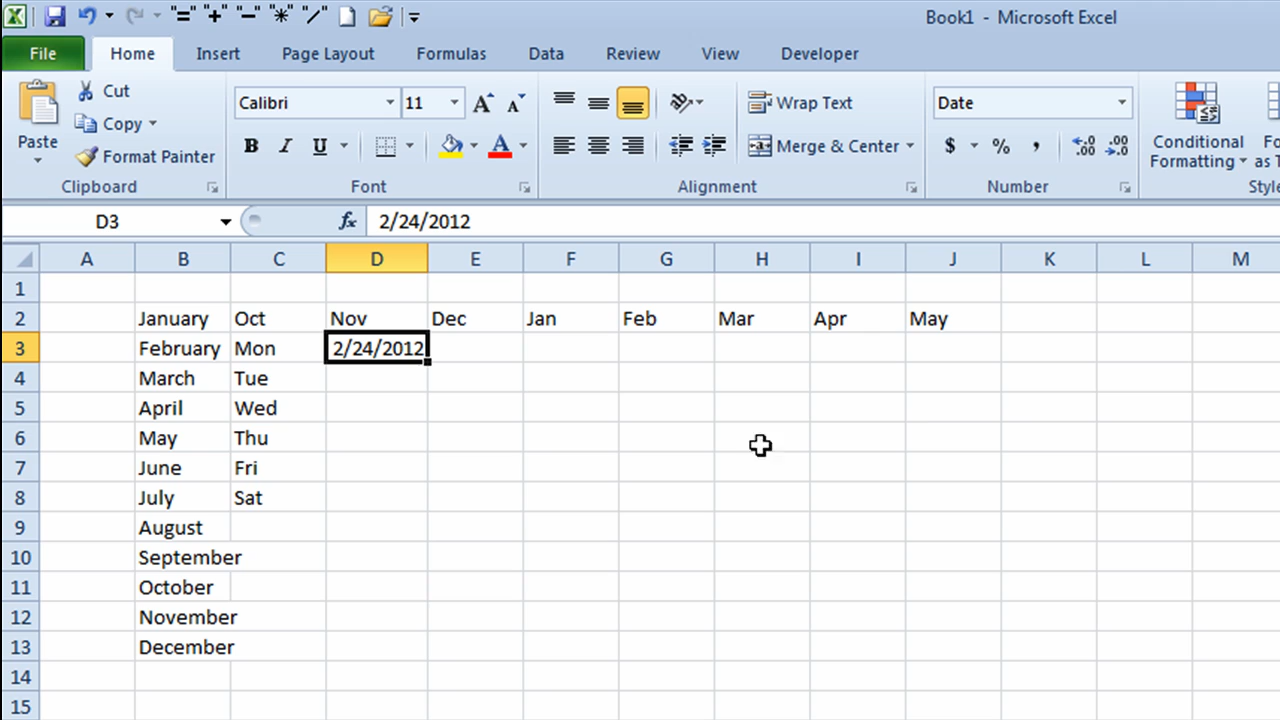 "=" "+" "−" "*" "/"
Book1 - Microsoft Excel
File Home Insert Page Layout Formulas Data Review View Developer
Paste
Cut
Copy
Format Painter
Clipboard
Calibri 11
B I U A
Font
Wrap Text
Merge & Center
Alignment
Date
$ % ,
Number
Conditional
Formatting
as T
Style
D3 fx 2/24/2012
A B C D E F G H I J K L M
1
2 January Oct Nov Dec Jan Feb Mar Apr May
3 February Mon 2/24/2012
4 March Tue
5 April Wed
6 May Thu
7 June Fri
8 July Sat
9 August
10 September
11 October
12 November
13 December
14
15